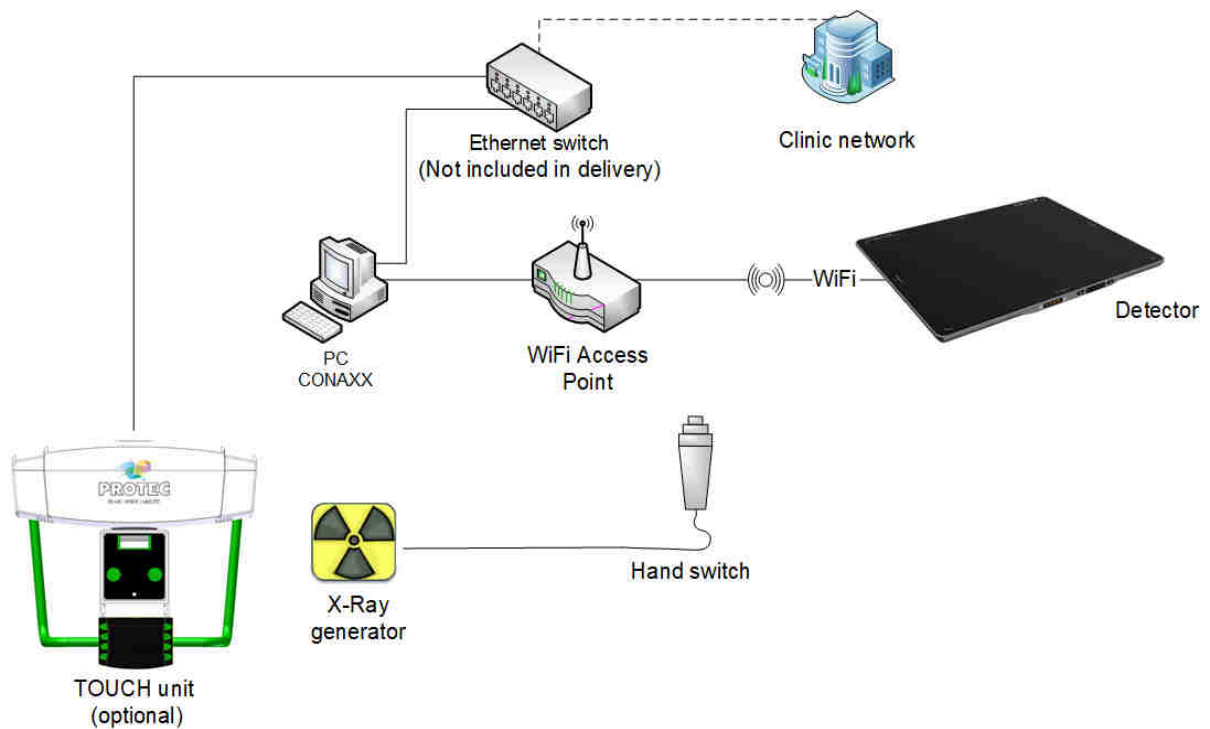 Ethernet switch
(Not included in delivery)
Clinic network
WiFi
Detector
PC
CONAXX
WiFi Access
Point
PROTEC
Hand switch
X-Ray
generator
TOUCH unit
(optional)